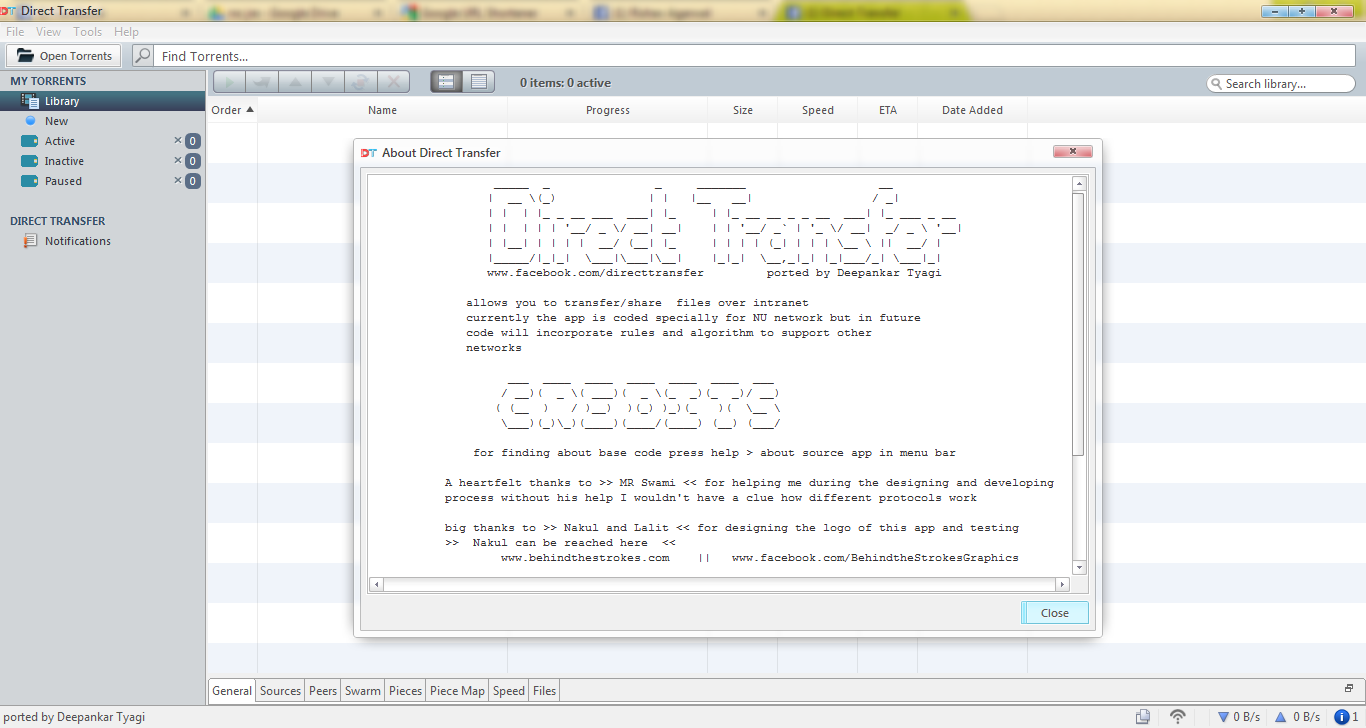 Direct Transfer
File View Tools Help
Open Torrents
Find Torrents...
MY TORRENTS
Library
New
Active
0
Inactive
0
Paused
0
DIRECT TRANSFER
Notifications
0 items: 0 active
Search library...
Order Name Progress Size Speed ETA Date Added
DT About Direct Transfer
Direct Transfer
www.facebook.com/directtransfer ported by Deepankar Tyagi
allows you to transfer/share files over intranet
currently the app is coded specially for NU network but in future
code will incorporate rules and algorithm to support other
networks
CREDITS
for finding about base code press help > about source app in menu bar
A heartfelt thanks to >> MR Swami << for helping me during the designing and developing
process without his help I wouldn't have a clue how different protocols work
big thanks to >> Nakul and Lalit << for designing the logo of this app and testing
>> Nakul can be reached here <<
www.behindthestrokes.com || www.facebook.com/BehindtheStrokesGraphics
Close
General Sources Peers Swarm Pieces Piece Map Speed Files
ported by Deepankar Tyagi
0 B/s 0 B/s 1